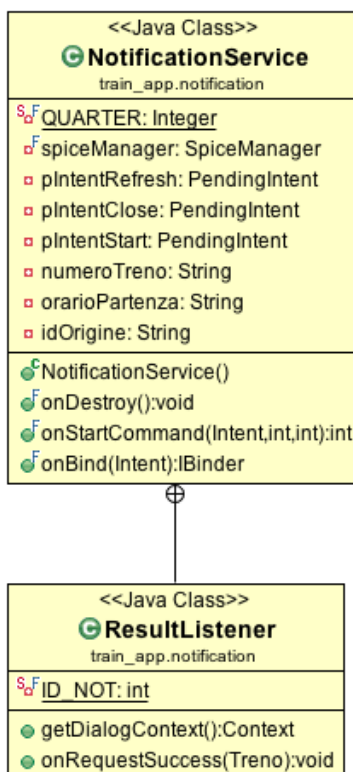 <<Java Class>>
C NotificationService
train_app.notification
S F QUARTER: Integer
F spiceManager: SpiceManager
pIntentRefresh: PendingIntent
pIntentClose: PendingIntent
pIntentStart: PendingIntent
numeroTreno: String
orarioPartenza: String
idOrigine: String
C NotificationService()
F onDestroy():void
F onStartCommand(Intent,int,int):int
F onBind(Intent):IBinder
<<Java Class>>
G ResultListener
train_app.notification
S F ID_NOT: int
getDialogContext():Context
onRequestSuccess(Treno):void